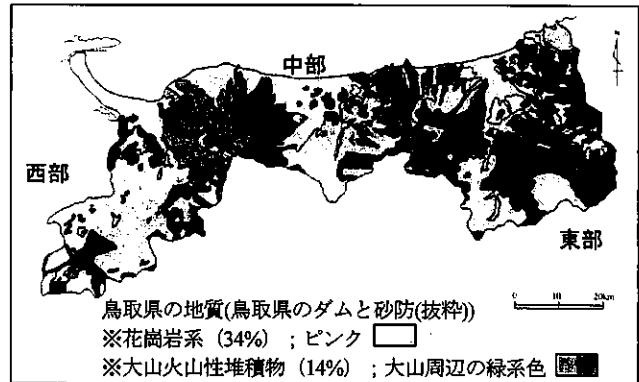 中部
西部
東部
0 10 20km
鳥取県の地質(鳥取県のダムと砂防(抜粋))
※花崗岩系(34%);ピンク
※大山火山性堆積物(14%);大山周辺の緑系色